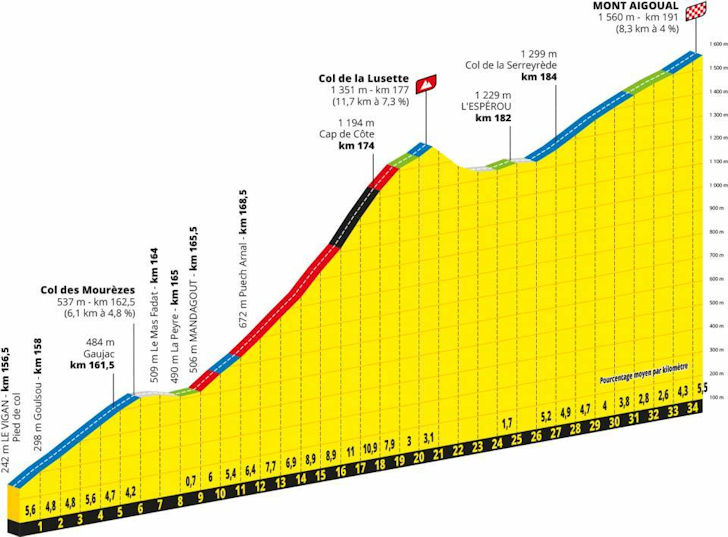 MONT AIGOUAL
1 560 m - km 191
(8,3 km à 4 %)
1 299 m
Col de la Serreyrède
km 184
Col de la Lusette
1 351 m - km 177
(11,7 km à 7,3 %)
1 229 m
L'ESPÉROU
km 182
1 194 m
Cap de Côte
km 174
672 m Puech Arnal - km 168,5
506 m MANDAGOUT - km 165,5
490 m La Peyre - km 165
509 m Le Mas Fadat - km 164
Col des Mourèzes
537 m - km 162,5
(6,1 km à 4,8 %)
484 m
Gaujac
km 161,5
298 m Goulsou - km 158
242 m LE VIGAN - km 156,5
Pied de col
1 600 m
1 500 m
1 400 m
1 300 m
1 200 m
1 100 m
1 000 m
900 m
800 m
700 m
600 m
500 m
400 m
300 m
200 m
100 m
Pourcentage moyen par kilomètre
5,6 4,8 4,8 5,6 4,7 4,2 0,7 6 5,4 6,4 7,7 6,9 8,9 8,9 11 10,9 7,9 3 3,1 1,7 5,2 4,9 4,7 4 3,8 2,8 2,6 4,3 5,5
1 2 3 4 5 6 7 8 9 10 11 12 13 14 15 16 17 18 19 20 21 22 23 24 25 26 27 28 29 30 31 32 33 34